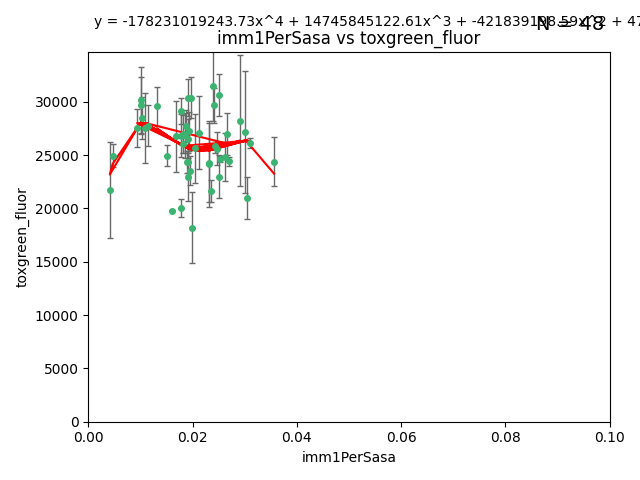 y = -178231019243.73x^4 + 14745845122.61x^3 + -421839198.59x^2 + 47
N = 48
imm1PerSasa vs toxgreen_fluor
30000
25000
20000
15000
10000
5000
0
toxgreen_fluor
0.00 0.02 0.04 0.06 0.08 0.10
imm1PerSasa